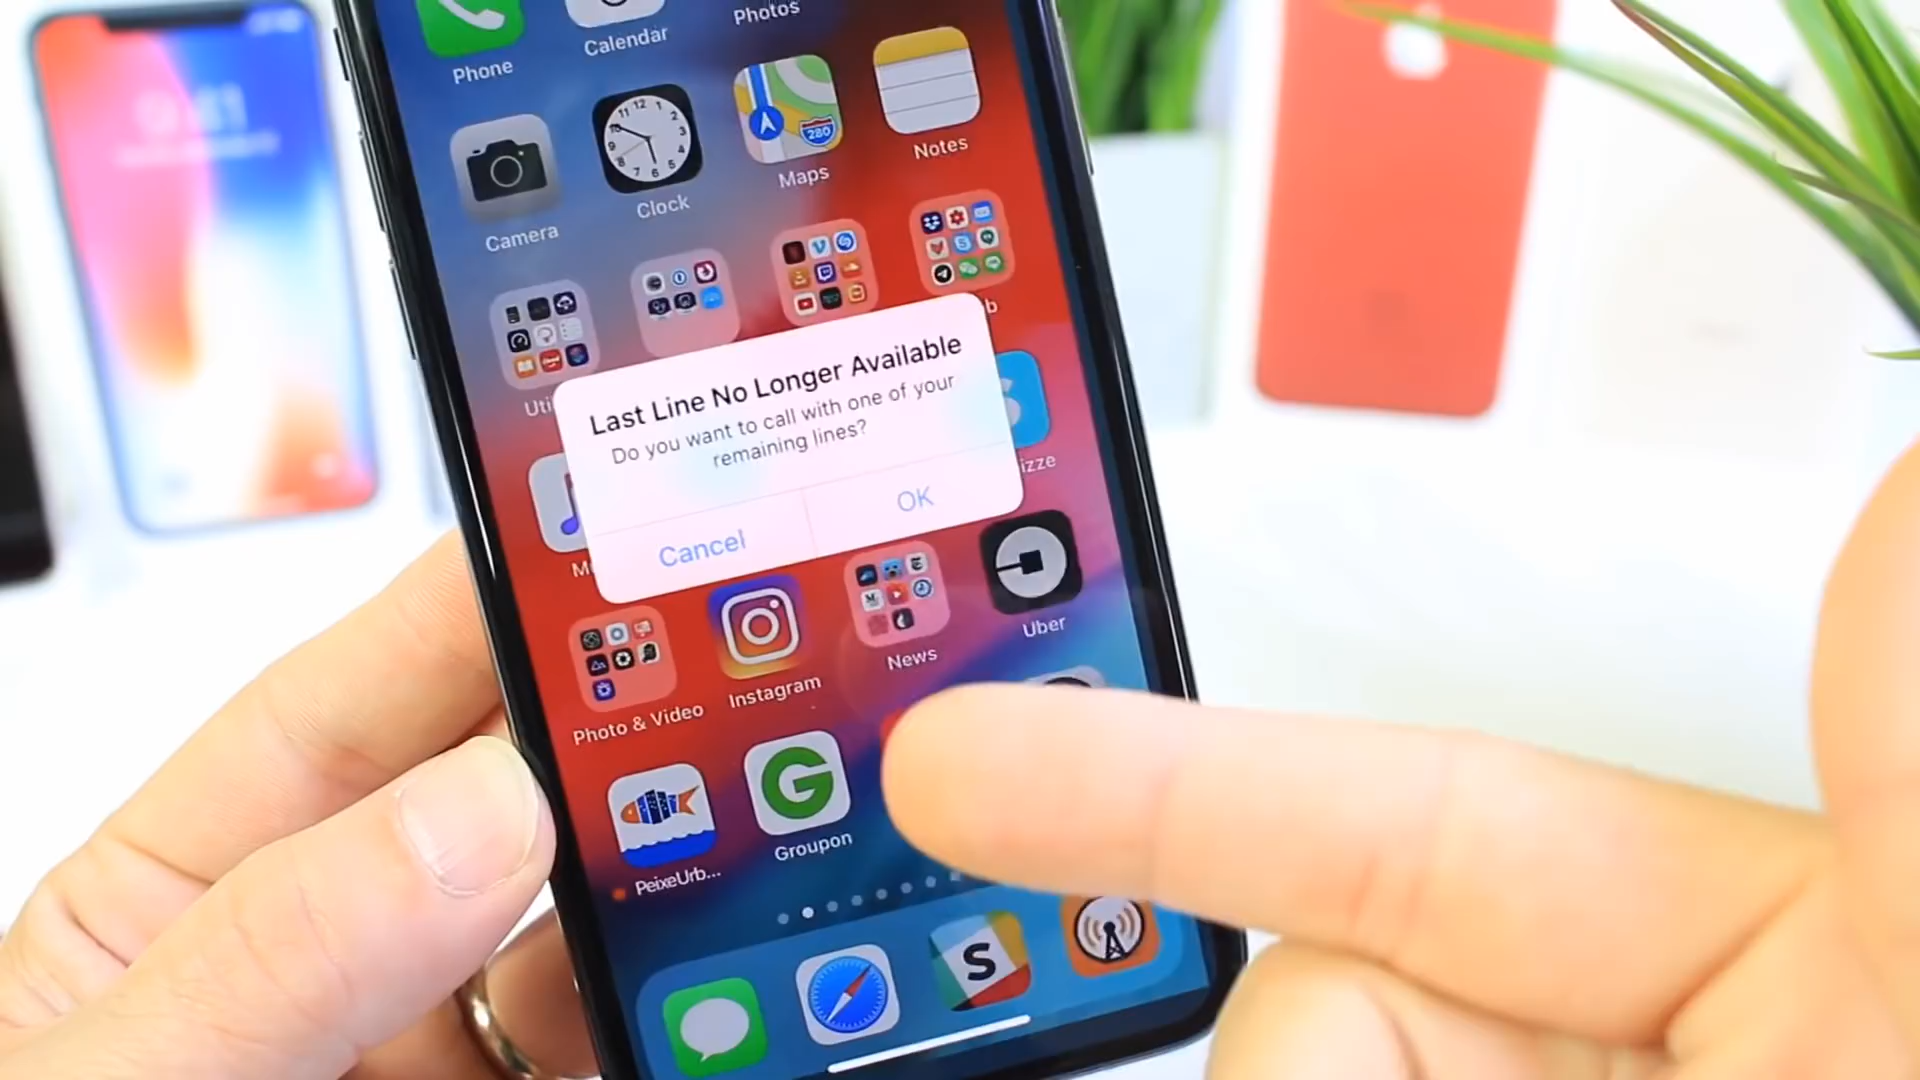 Phone
Calendar
Photos
Camera
Clock
Maps
Notes
280
Uti
b
Last Line No Longer Available
Do you want to call with one of your
remaining lines?
Cancel
OK
izze
M
Photo & Video
Instagram
News
Uber
PeixeUrb...
Groupon
S